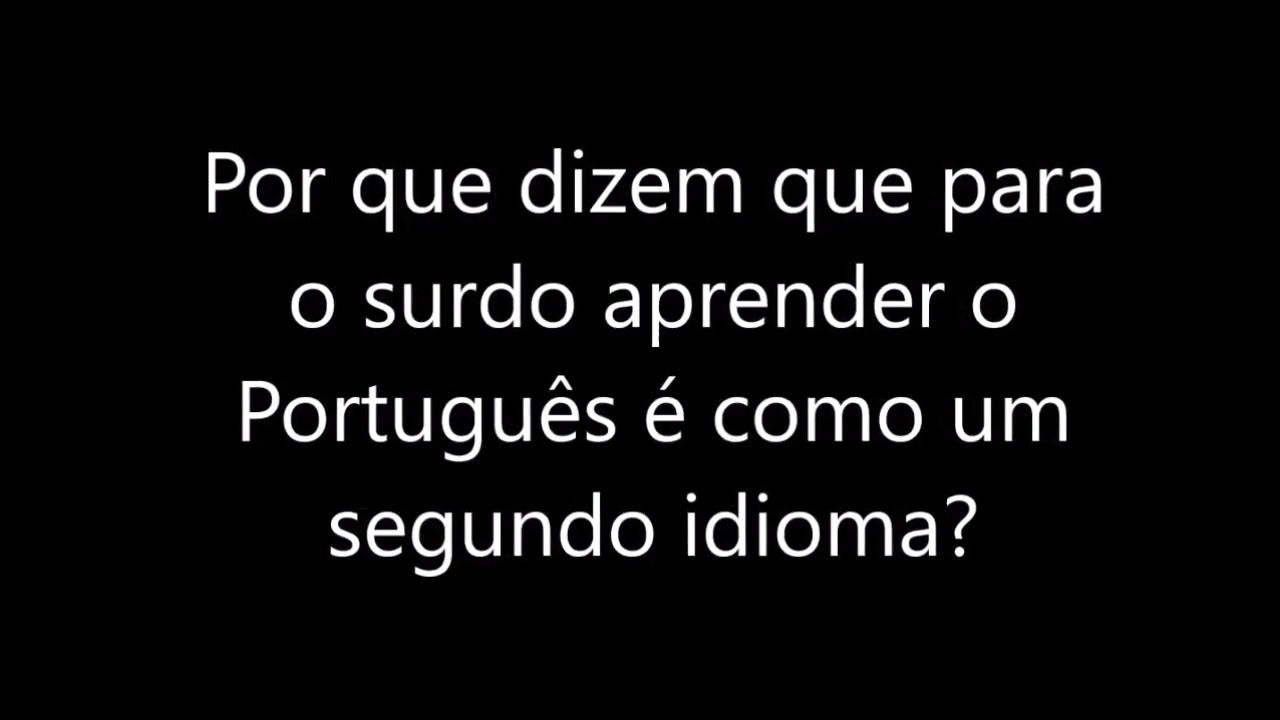 Por que dizem que para
o surdo aprender o
Português é como um
segundo idioma?